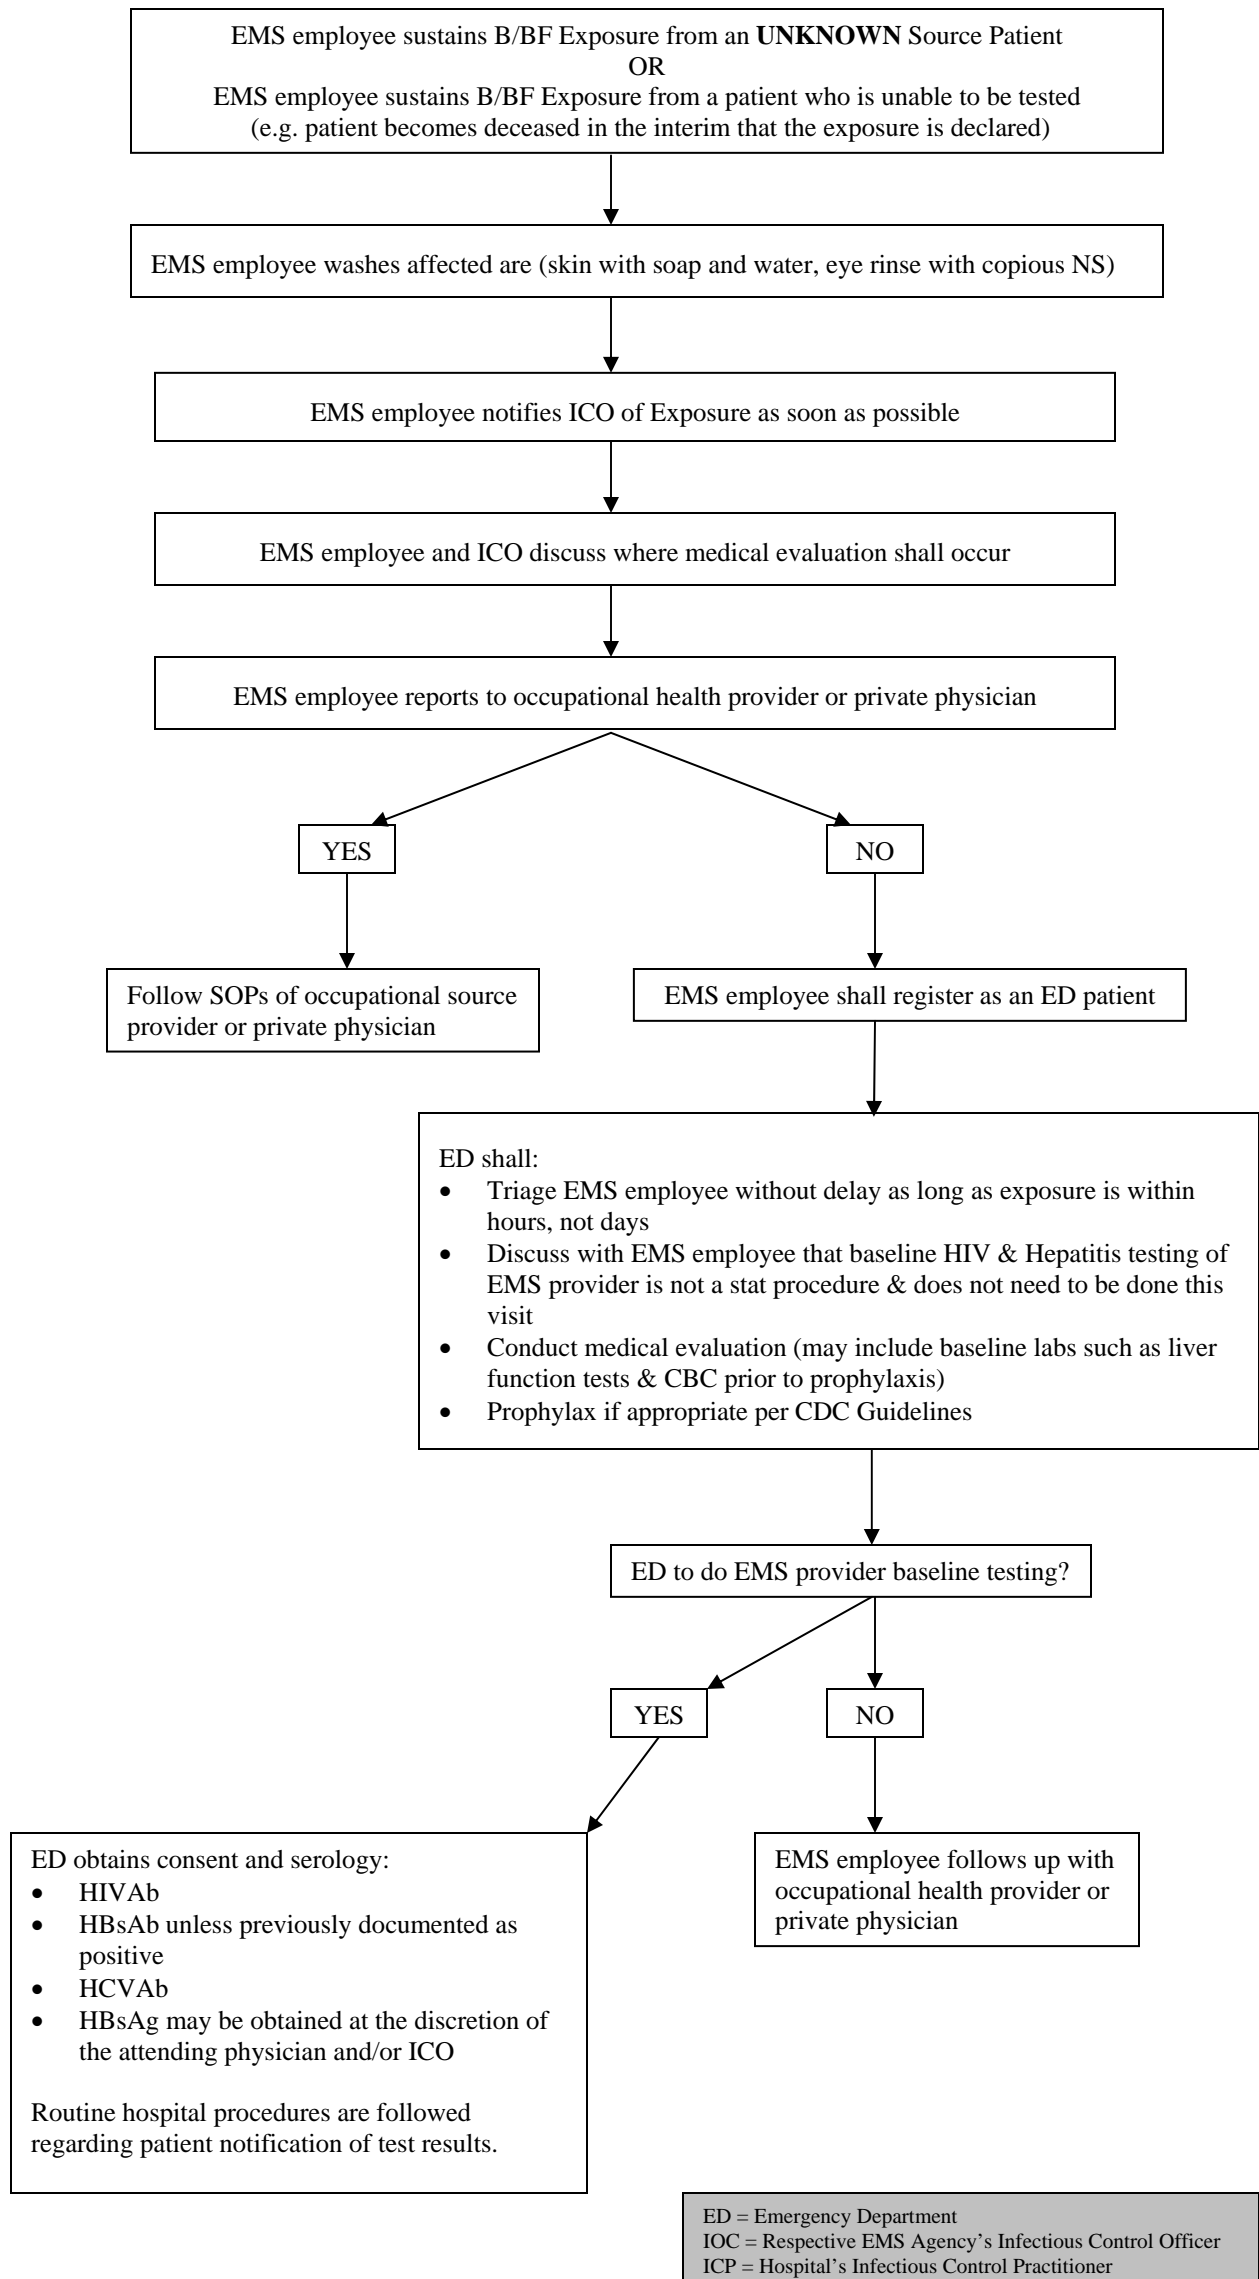 EMS employee sustains B/BF Exposure from an UNKNOWN Source Patient
OR
EMS employee sustains B/BF Exposure from a patient who is unable to be tested
(e.g. patient becomes deceased in the interim that the exposure is declared)
EMS employee washes affected are (skin with soap and water, eye rinse with copious NS)
EMS employee notifies ICO of Exposure as soon as possible
EMS employee and ICO discuss where medical evaluation shall occur
EMS employee reports to occupational health provider or private physician
YES
NO
Follow SOPs of occupational source
provider or private physician
EMS employee shall register as an ED patient
ED shall:
• Triage EMS employee without delay as long as exposure is within
hours, not days
• Discuss with EMS employee that baseline HIV & Hepatitis testing of
EMS provider is not a stat procedure & does not need to be done this
visit
• Conduct medical evaluation (may include baseline labs such as liver
function tests & CBC prior to prophylaxis)
• Prophylax if appropriate per CDC Guidelines
ED to do EMS provider baseline testing?
YES
NO
ED obtains consent and serology:
• HIVAb
• HBsAb unless previously documented as
positive
• HCVAb
• HBsAg may be obtained at the discretion of
the attending physician and/or ICO
Routine hospital procedures are followed
regarding patient notification of test results.
EMS employee follows up with
occupational health provider or
private physician
ED = Emergency Department
IOC = Respective EMS Agency's Infectious Control Officer
ICP = Hospital's Infectious Control Practitioner